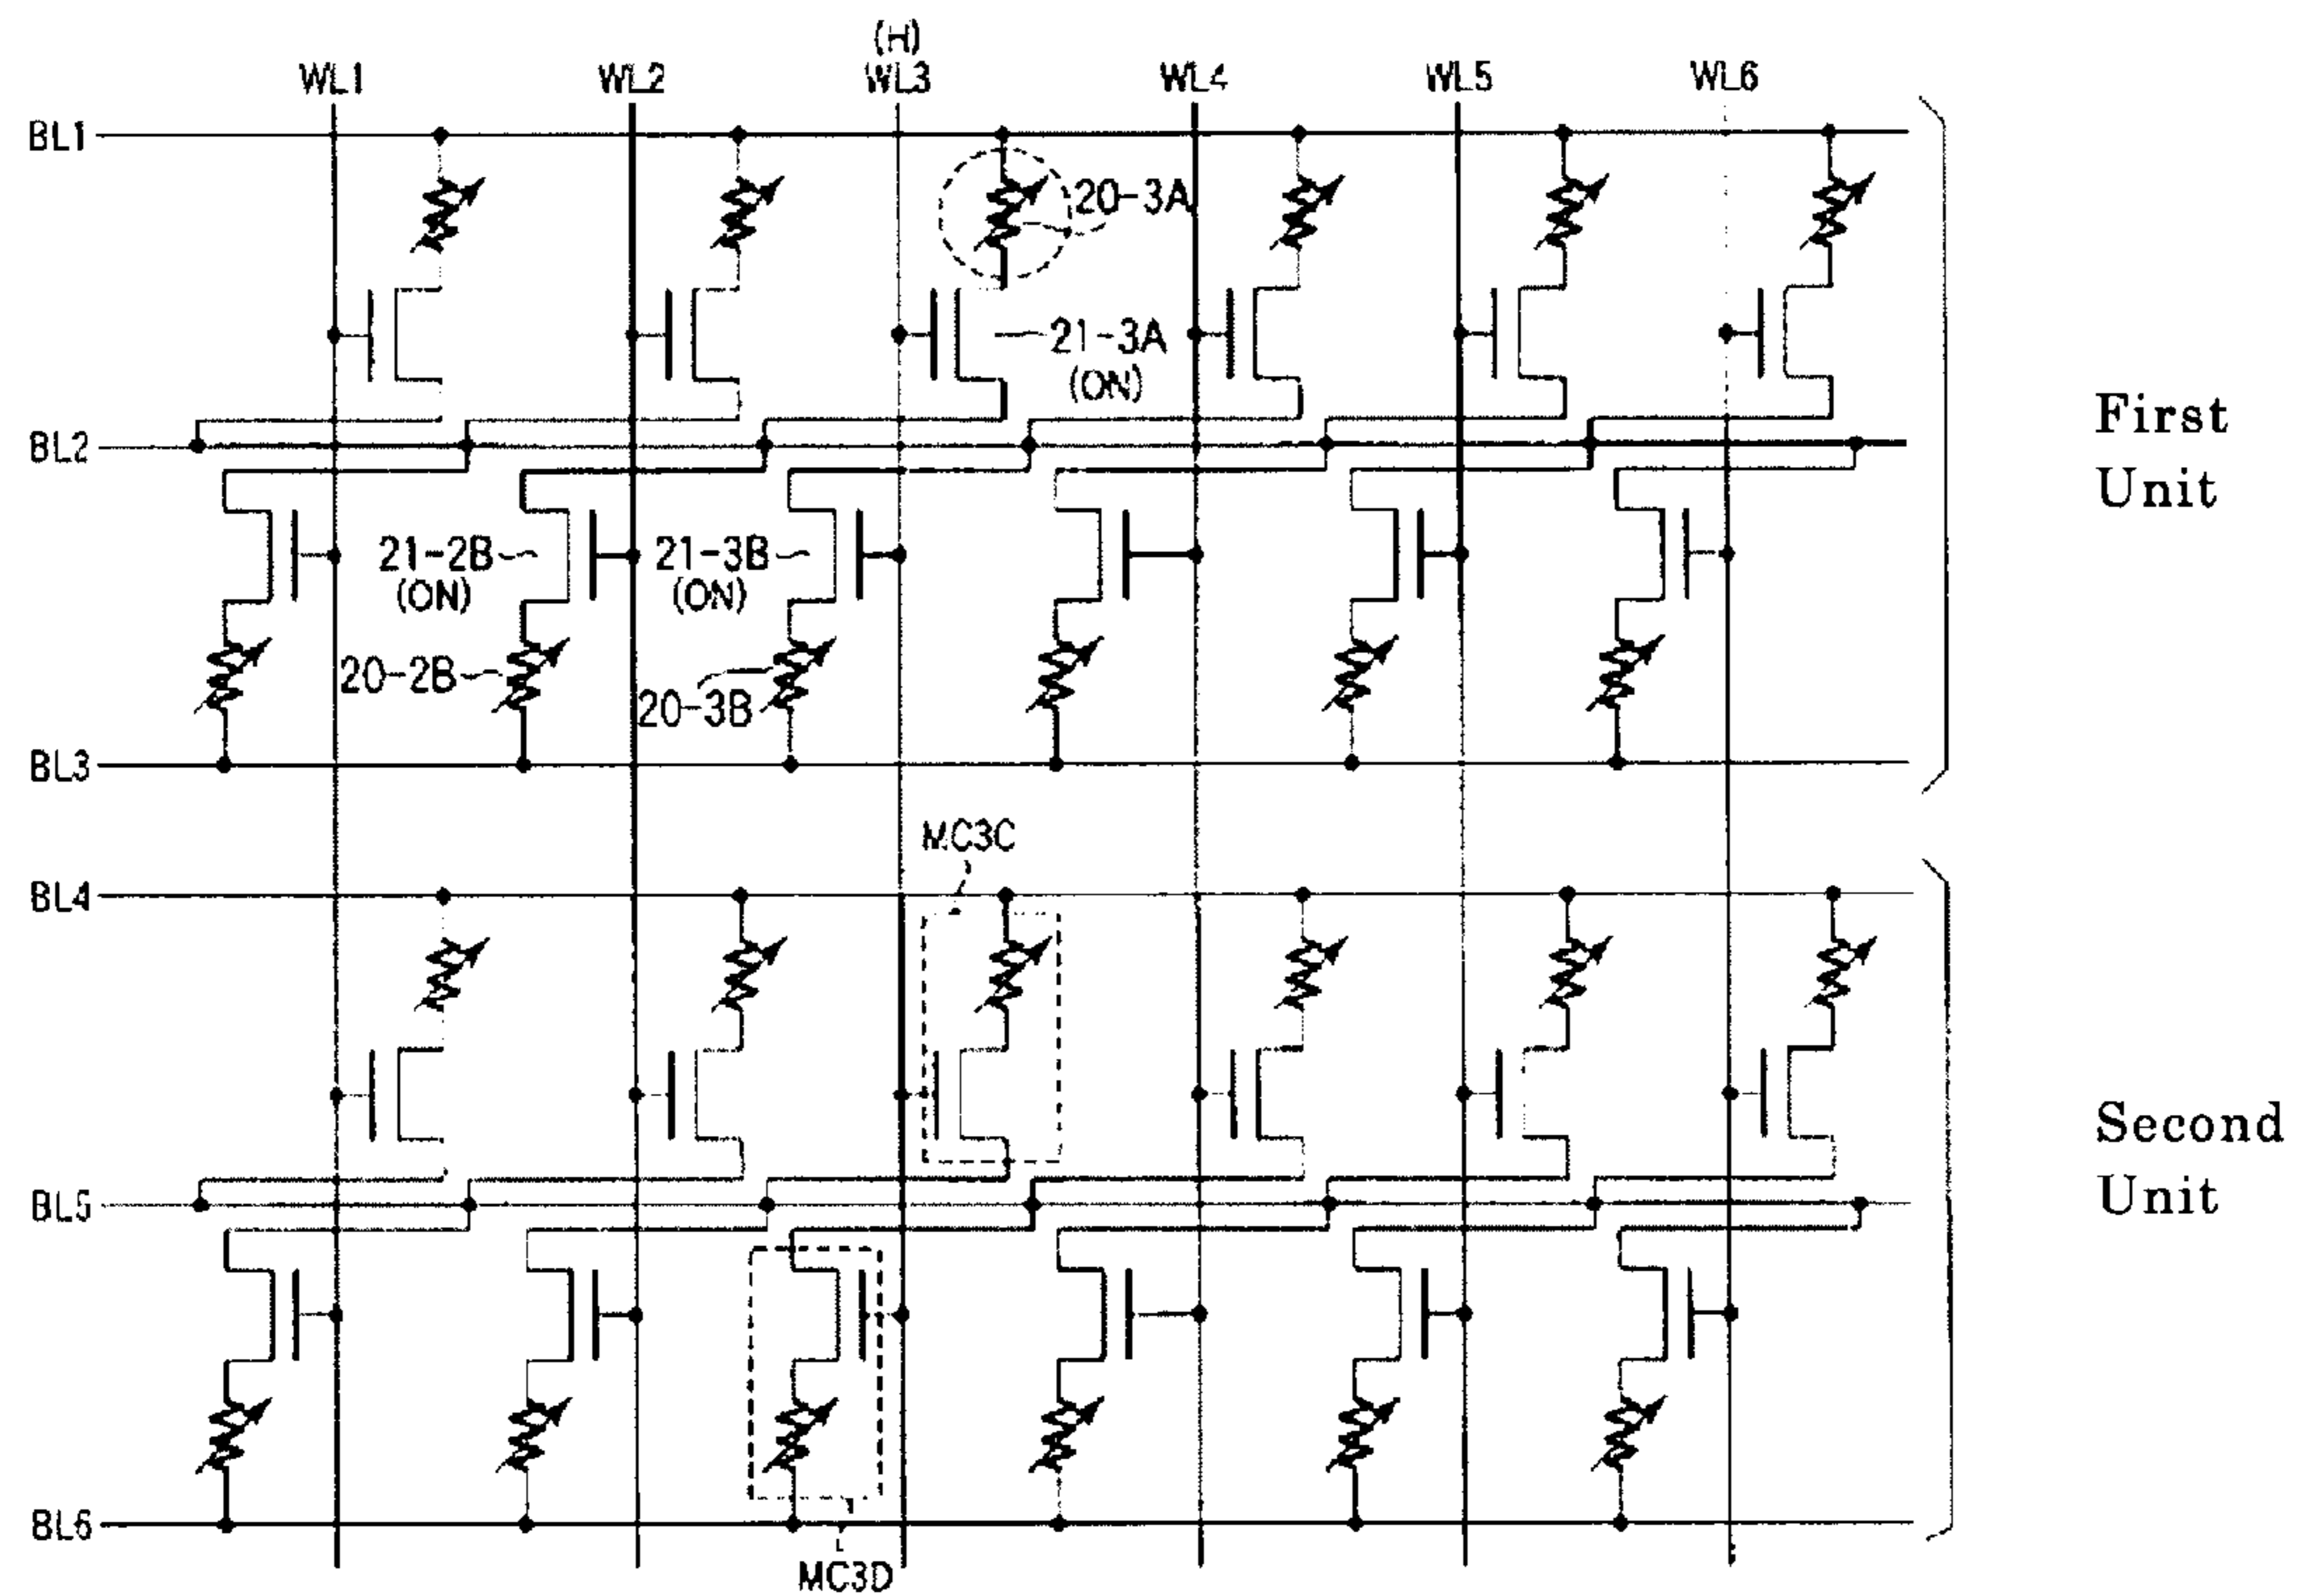 (H)
WL1 WL2 WL3 WL4 WL5 WL6
BL1
20-3A
21-3A
(ON)
First
Unit
BL2
21-2B
(ON)
21-3B
(ON)
20-2B
20-3B
BL3
MC3C
BL4
Second
Unit
BL5
BL6
MC3D